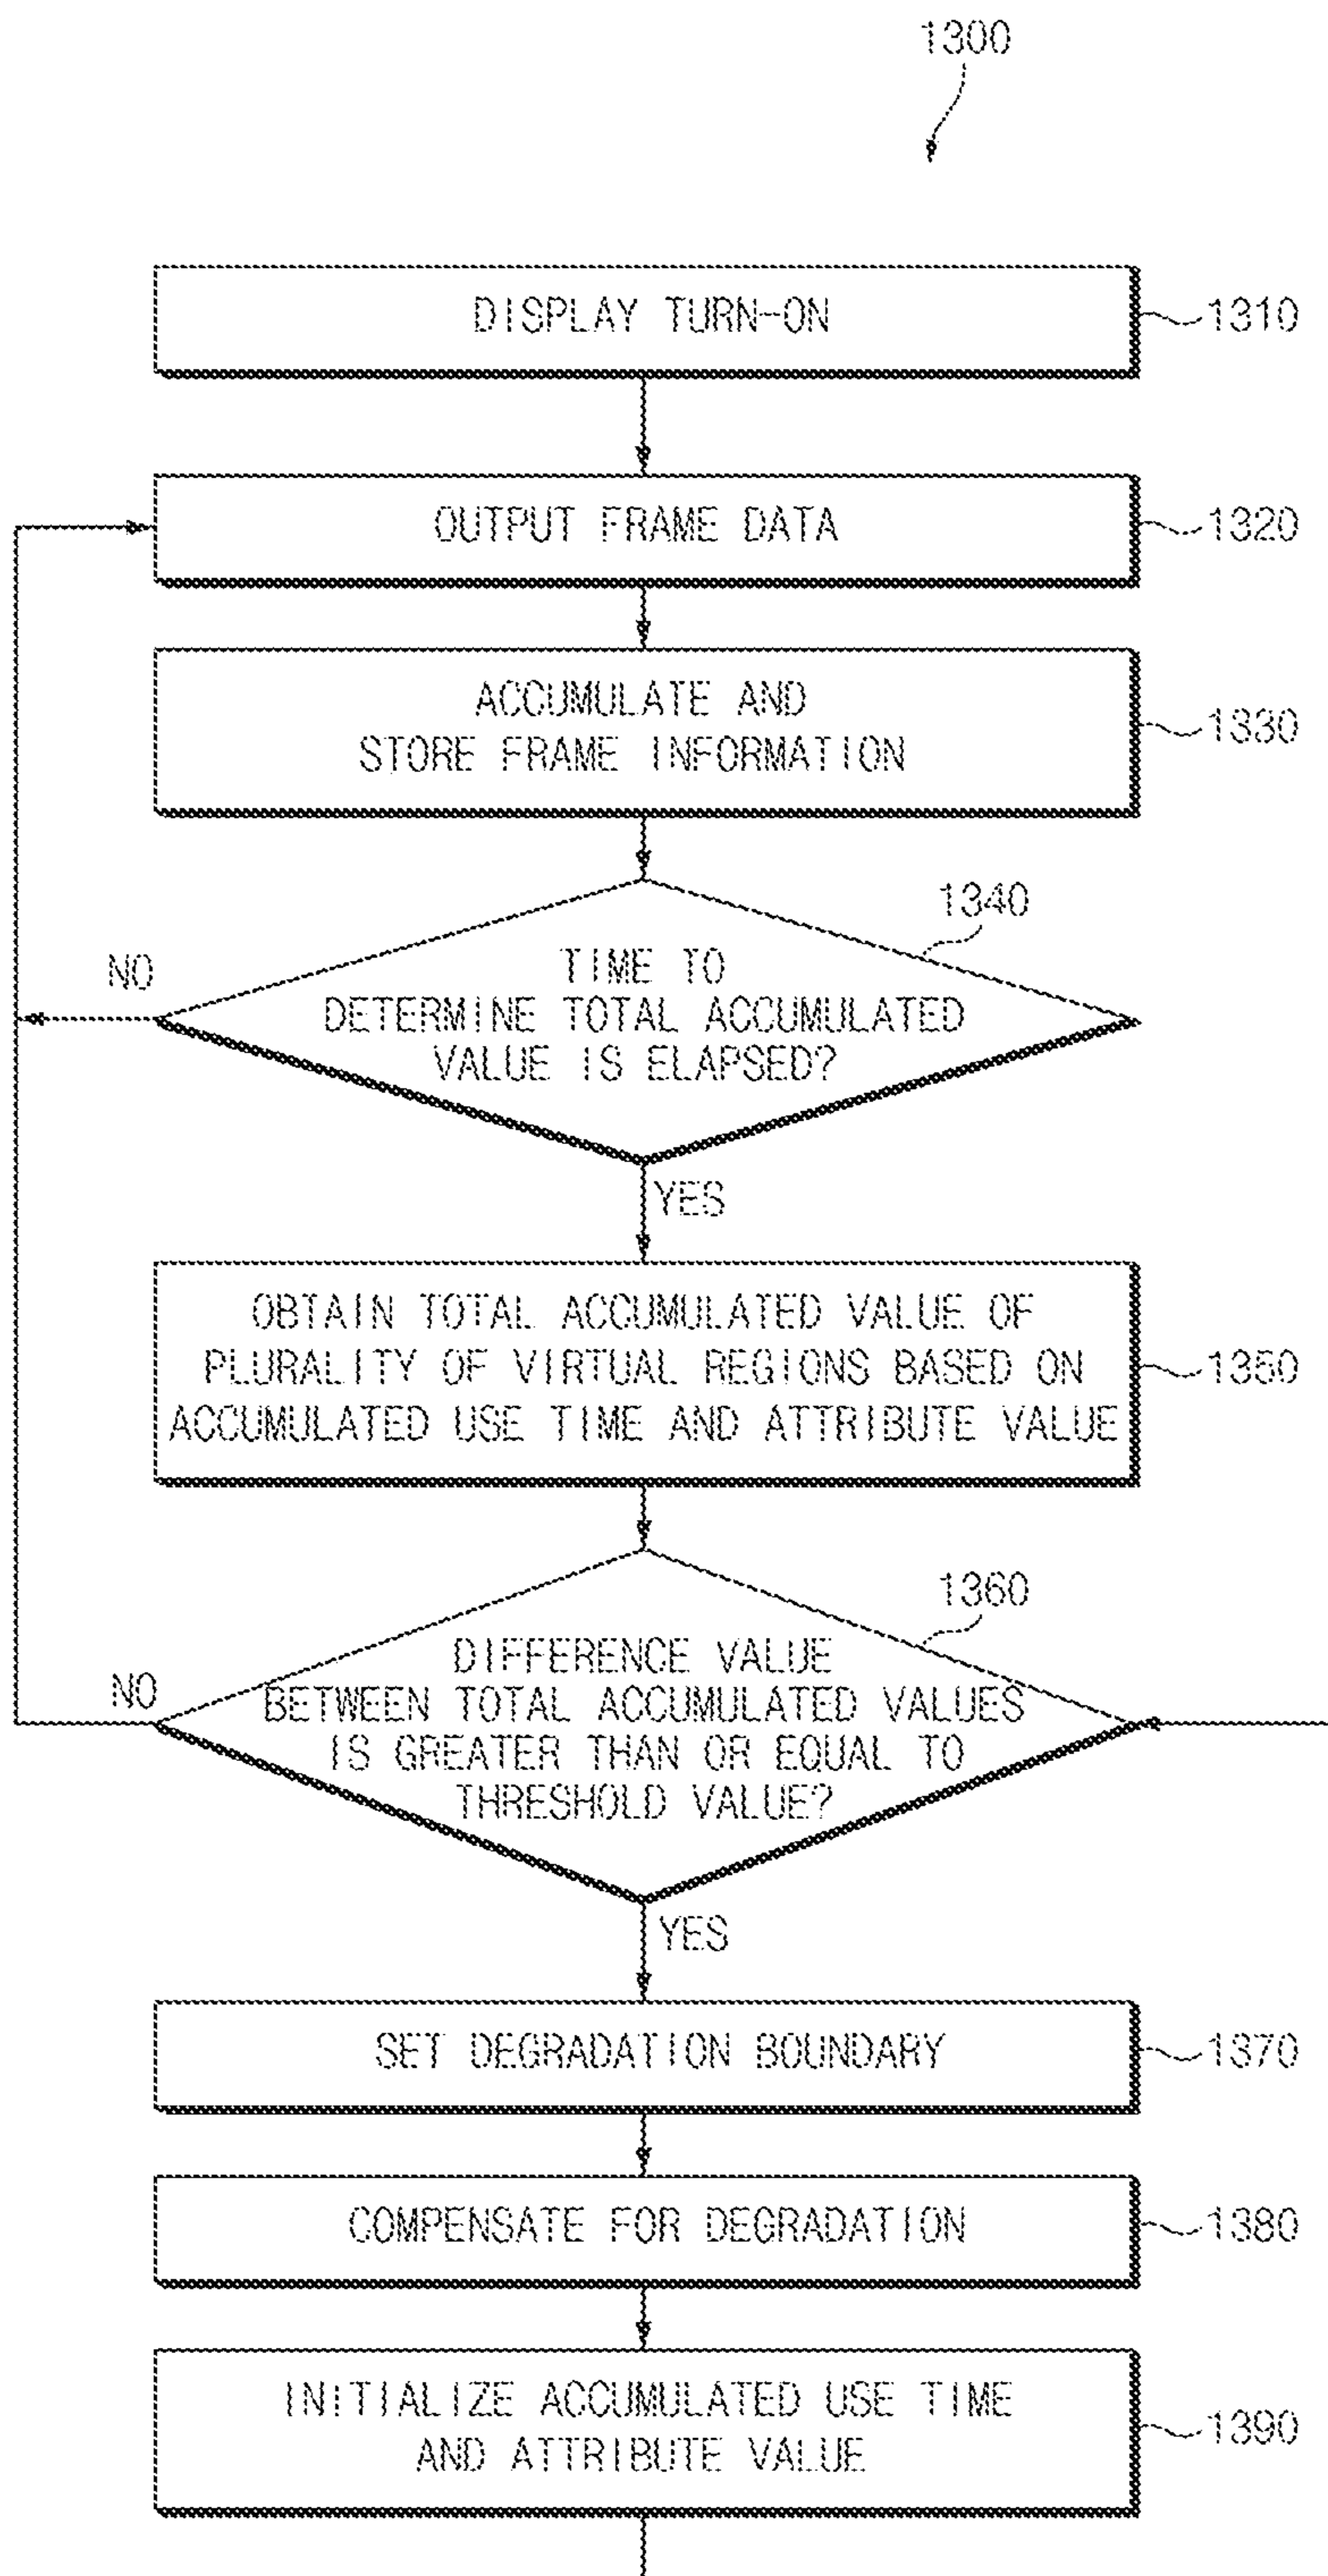 1300
DISPLAY TURN-ON
1310
OUTPUT FRAME DATA
1320
ACCUMULATE AND
STORE FRAME INFORMATION
1330
1340
NO
TIME TO
DETERMINE TOTAL ACCUMULATED
VALUE IS ELAPSED?
YES
OBTAIN TOTAL ACCUMULATED VALUE OF
PLURALITY OF VIRTUAL REGIONS BASED ON
ACCUMULATED USE TIME AND ATTRIBUTE VALUE
1350
1360
NO
DIFFERENCE VALUE
BETWEEN TOTAL ACCUMULATED VALUES
IS GREATER THAN OR EQUAL TO
THRESHOLD VALUE?
YES
SET DEGRADATION BOUNDARY
1370
COMPENSATE FOR DEGRADATION
1380
INITIALIZE ACCUMULATED USE TIME
AND ATTRIBUTE VALUE
1390